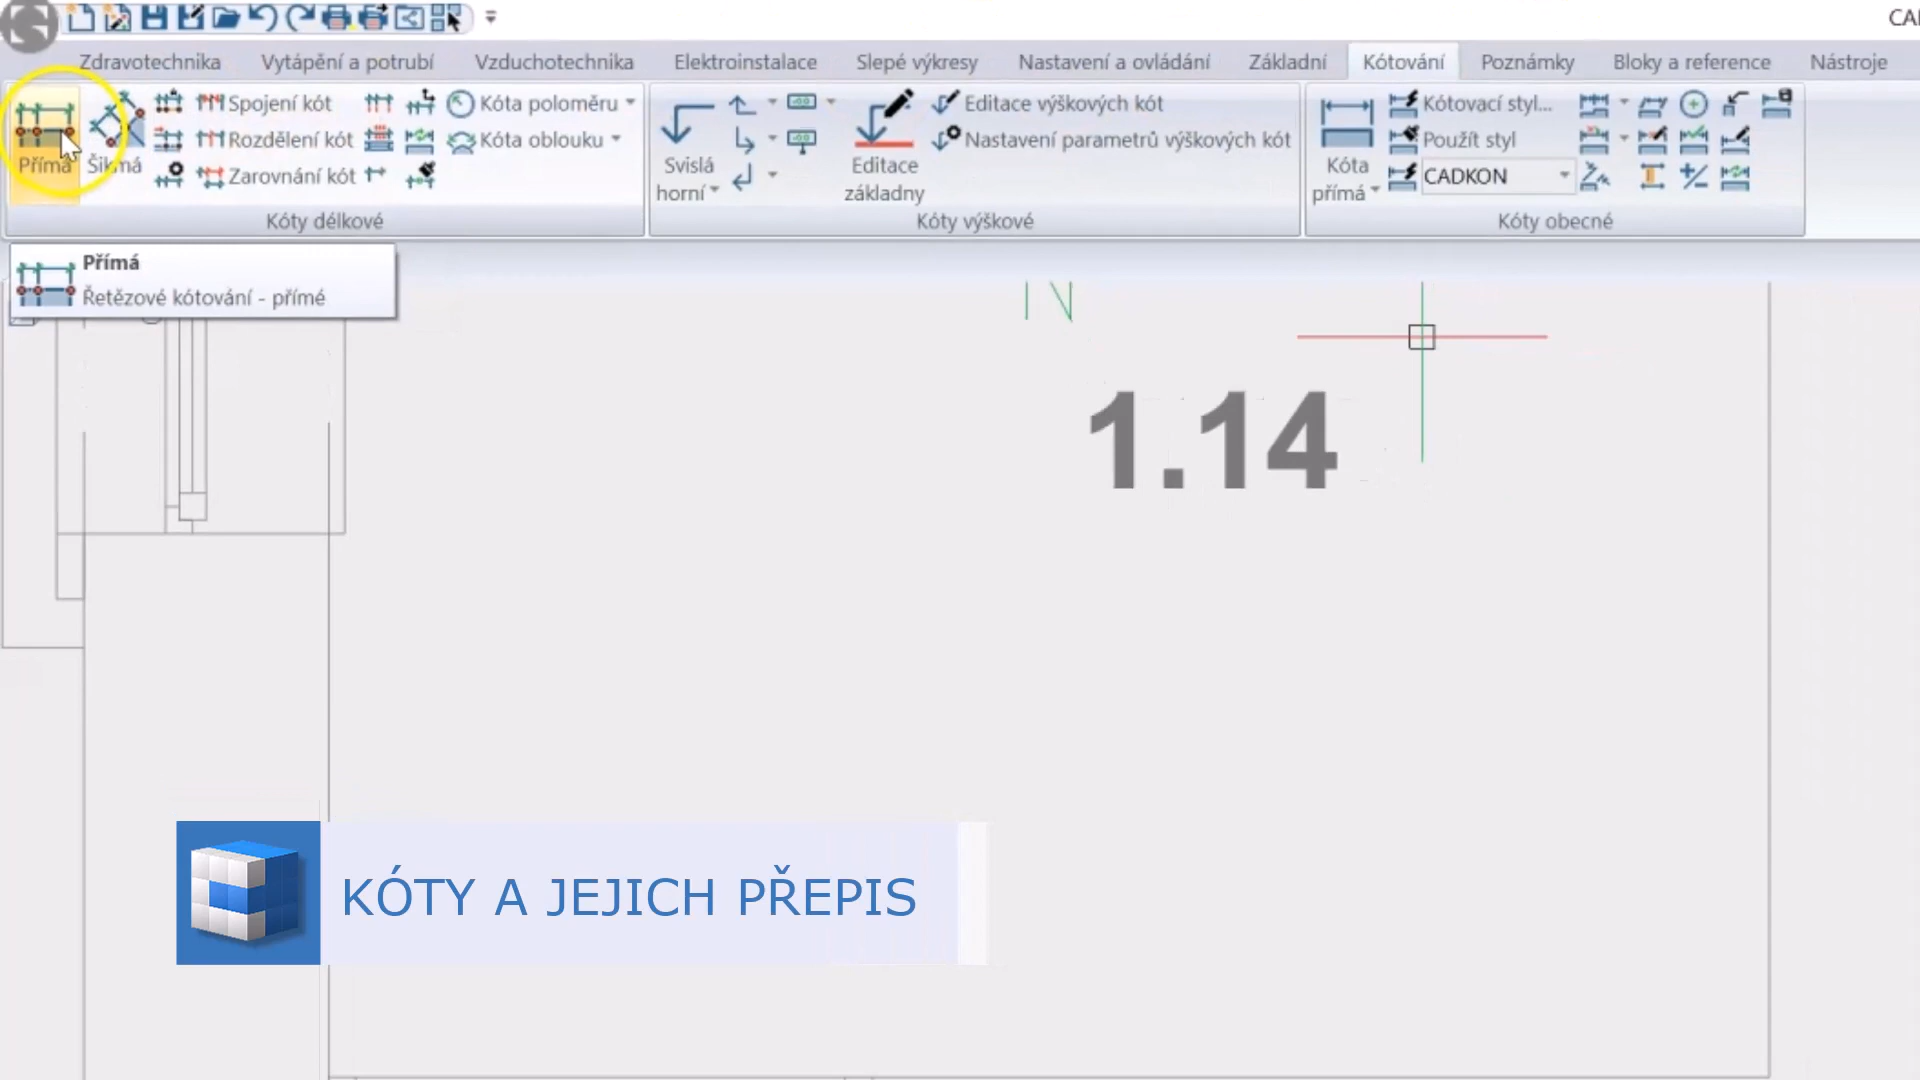 CA
Zdravotechnika Vytápění a potrubí Vzduchotechnika Elektroinstalace Slepé výkresy Nastavení a ovládání Základní Kótování Poznámky Bloky a reference Nástroje
Přímá
Šikmá
Spojení kót
Rozdělení kót
Zarovnání kót
Kóta poloměru
Kóta oblouku
Kóty délkové
Svislá
horní
Editace
základny
Editace výškových kót
Nastavení parametrů výškových kót
Kóty výškové
Kóta
přímá
Kótovací styl...
Použít styl
CADKON
Kóty obecné
Přímá
Řetězové kótování - přímé
1.14
KÓTY A JEJICH PŘEPIS